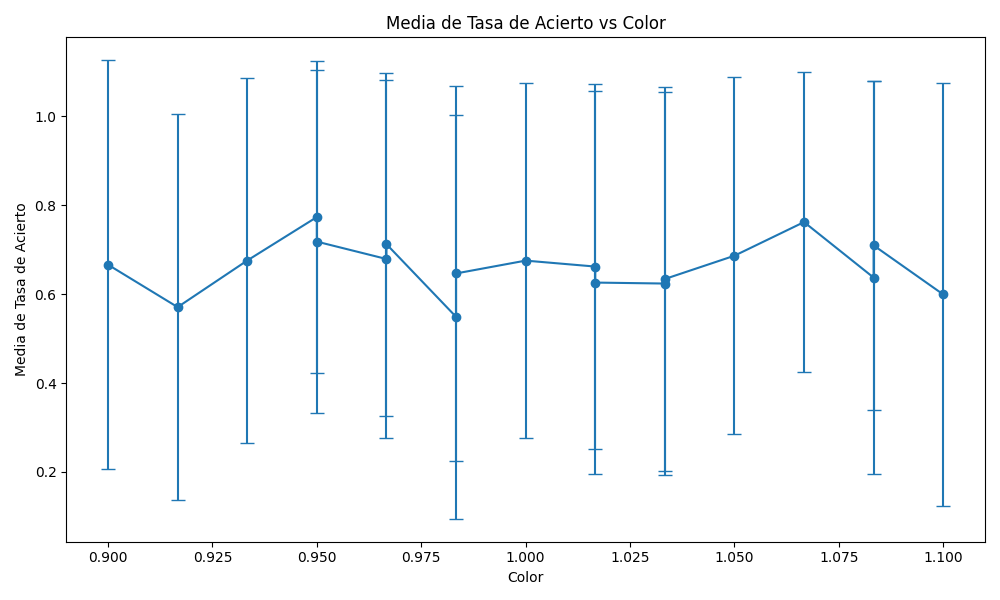 Media de Tasa de Acierto vs Color
Media de Tasa de Acierto
1.0
0.8
0.6
0.4
0.2
0.900 0.925 0.950 0.975 1.000 1.025 1.050 1.075 1.100
Color